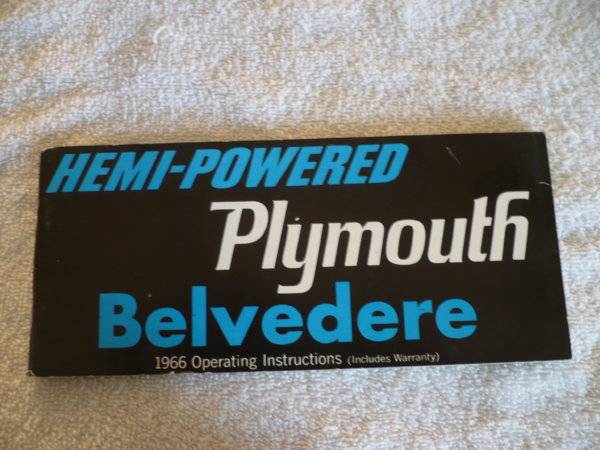 HEMI-POWERED
Plymouth
Belvedere
1966 Operating Instructions (Includes Warranty)